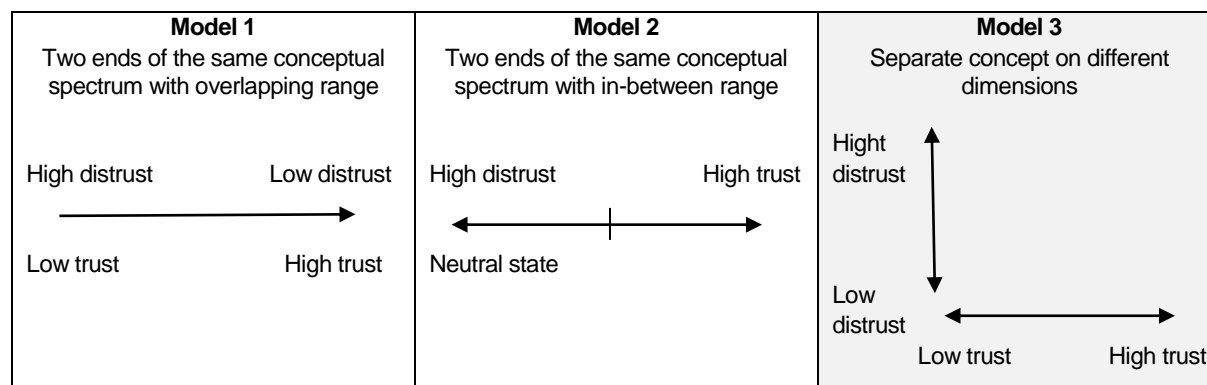 Model 1
Two ends of the same conceptual
spectrum with overlapping range
High distrust Low distrust
Low trust High trust
Model 2
Two ends of the same conceptual
spectrum with in-between range
High distrust High trust
Neutral state
Model 3
Separate concept on different
dimensions
Hight
distrust
Low
distrust
Low trust High trust